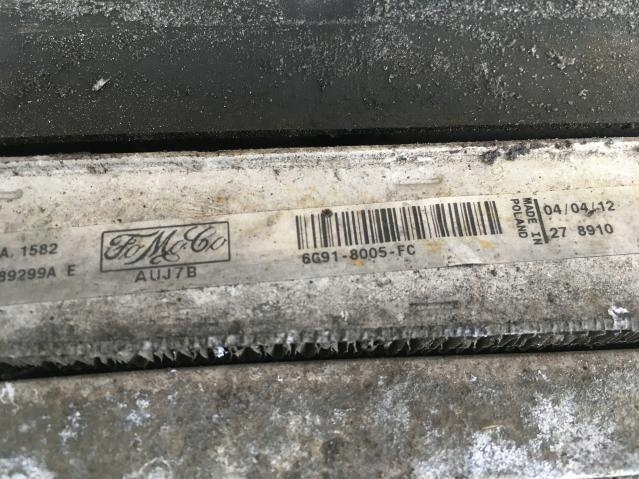 A. 1582
89299A E
FoMoCo
AUJ7B
6G91-8005-FC
MADE IN
POLAND
04/04/12
27 8910